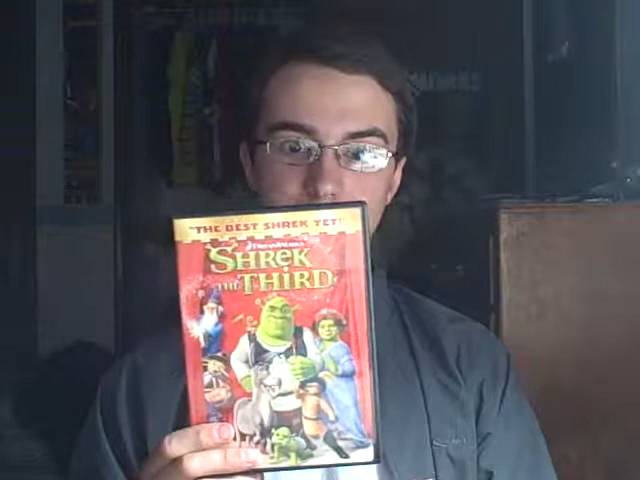 "THE BEST SHREK YET!"
DREAMWORKS
SHREK
THE THIRD